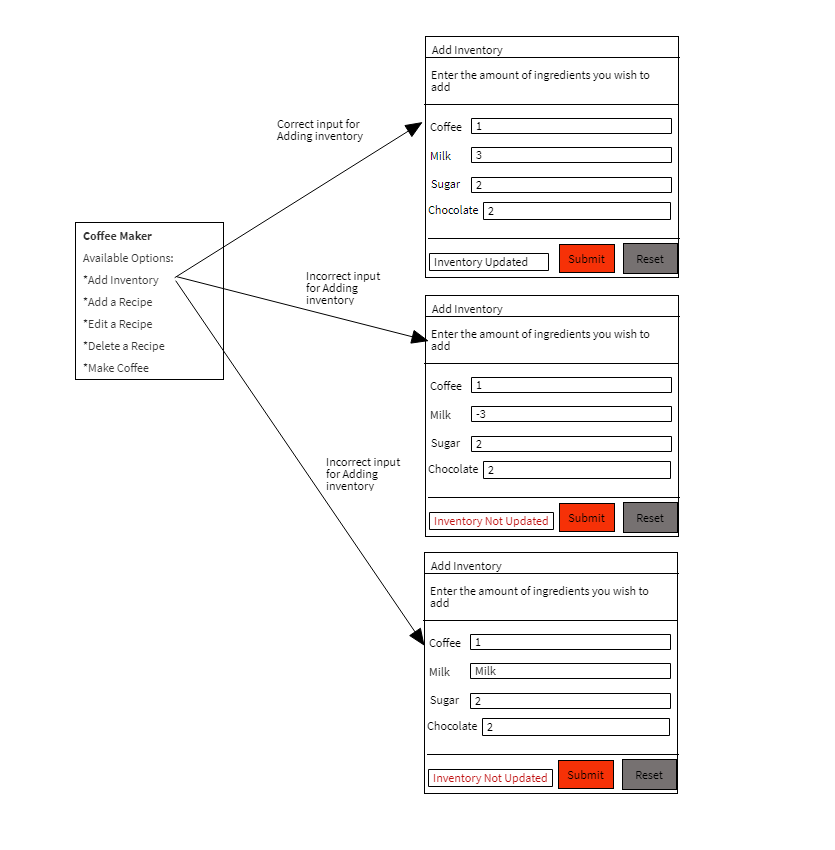 Coffee Maker
Available Options:
*Add Inventory
*Add a Recipe
*Edit a Recipe
*Delete a Recipe
*Make Coffee
Correct input for
Adding inventory
Incorrect input
for Adding
inventory
Incorrect input
for Adding
inventory
Add Inventory
Enter the amount of ingredients you wish to
add
Coffee 1
Milk 3
Sugar 2
Chocolate 2
Inventory Updated Submit Reset
Add Inventory
Enter the amount of ingredients you wish to
add
Coffee 1
Milk -3
Sugar 2
Chocolate 2
Inventory Not Updated Submit Reset
Add Inventory
Enter the amount of ingredients you wish to
add
Coffee 1
Milk Milk
Sugar 2
Chocolate 2
Inventory Not Updated Submit Reset